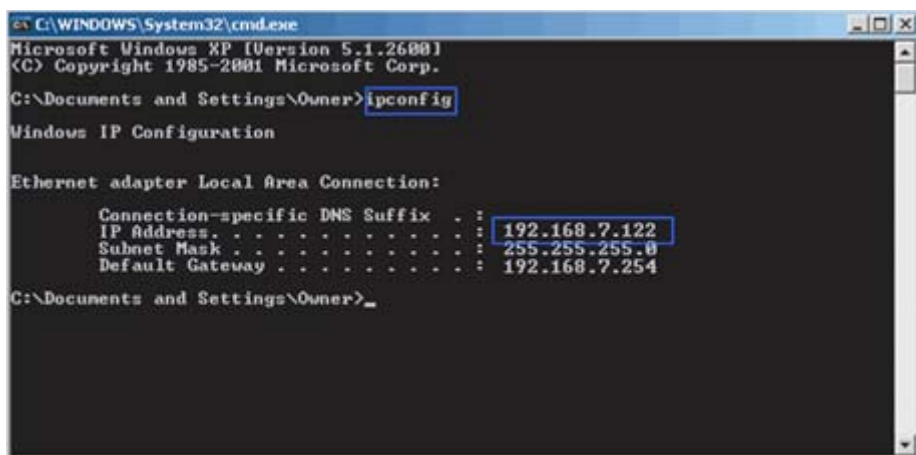 C:\WINDOWS\System32\cmd.exe
Microsoft Windows XP [Version 5.1.2600]
(C) Copyright 1985-2001 Microsoft Corp.
C:\Documents and Settings\Owner>ipconfig
Windows IP Configuration
Ethernet adapter Local Area Connection:
Connection-specific DNS Suffix . :
IP Address. . . . . . . . . . . . : 192.168.7.122
Subnet Mask . . . . . . . . . . . : 255.255.255.0
Default Gateway . . . . . . . . . : 192.168.7.254
C:\Documents and Settings\Owner>_